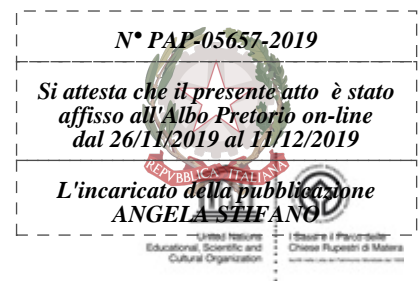 N° PAP-05657-2019
Si attesta che il presente atto è stato
affisso all'Albo Pretorio on-line
dal 26/11/2019 al 11/12/2019
L'incaricato della pubblicazione
ANGELA STIFANO
REPVBBLICA ITALIANA
United Nations
Educational, Scientific and
Cultural Organization
I Sassi e il Parco delle
Chiese Rupestri di Matera